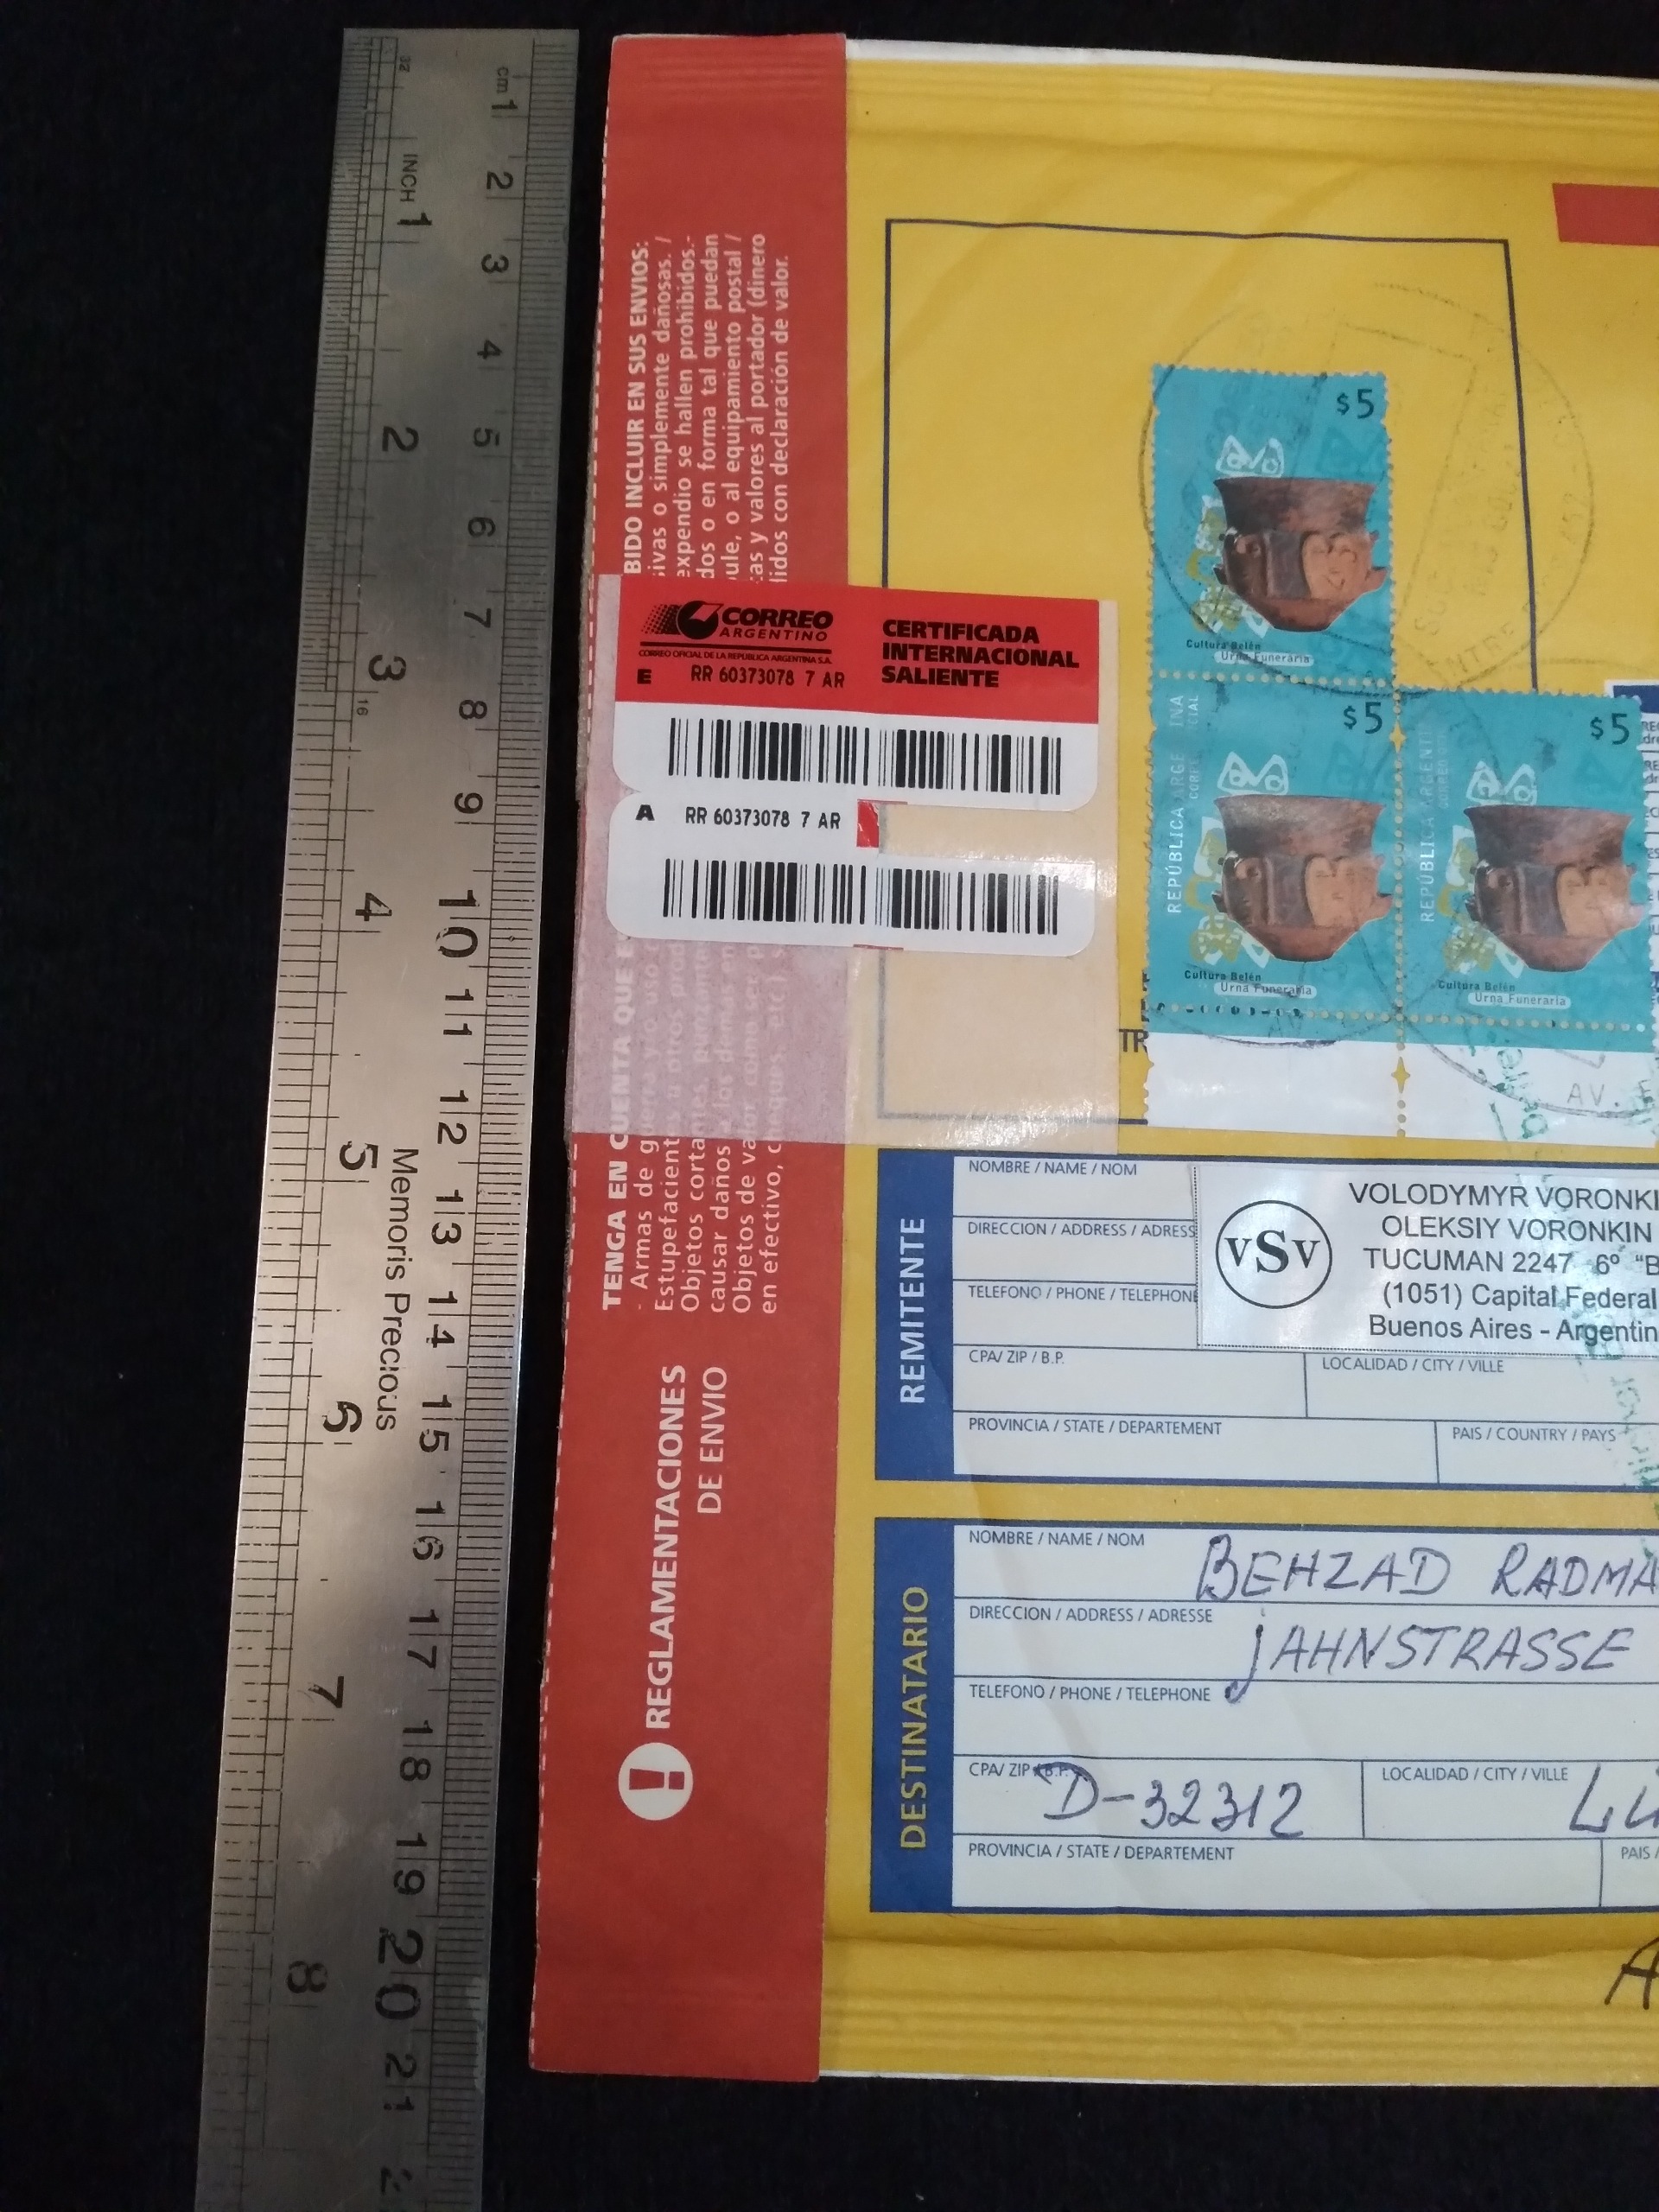 cm 1 2 3 4 5 6 7 8 9 10 11 12 13 14 15 16 17 18 19 20 21
32
INCH 1 2 3 4 5 6 7 8
16
Memoris Precious
BIDO INCLUIR EN SUS ENVIOS:
ivas o simplemente dañosas. /
expendio se hallen prohibidos.-
dos o en forma tal que puedan
ule, o al equipamiento postal /
as y valores al portador (dinero
idos con declaración de valor.
TENGA EN CUENTA QUE
- Armas de
Estupefacient
Objetos cortan
causar daños
Objetos de va
en efectivo,
REGLAMENTACIONES
DE ENVIO
CORREO
ARGENTINO
CORREO OFICIAL DE LA REPUBLICA ARGENTINA S.A.
CERTIFICADA
INTERNACIONAL
SALIENTE
E RR 60373078 7 AR
A RR 60373078 7 AR
$5
Cultura Belén
Urna Funeraria
$5
REPÚBLICA ARGENTINA
Cultura Belén
Urna Funeraria
$5
REPÚBLICA ARGENTINA
Cultura Belén
Urna Funeraria
TR
AV.
REMITENTE
NOMBRE / NAME / NOM
DIRECCION / ADDRESS / ADRESS
TELEFONO / PHONE / TELEPHONE
CPA/ ZIP / B.P.
LOCALIDAD / CITY / VILLE
PROVINCIA / STATE / DEPARTEMENT
PAIS / COUNTRY / PAYS
VSV
VOLODYMYR VORONKI
OLEKSIY VORONKIN
TUCUMAN 2247 6º "B
(1051) Capital Federal
Buenos Aires - Argentin
DESTINATARIO
NOMBRE / NAME / NOM
BEHZAD RADMA
DIRECCION / ADDRESS / ADRESSE
JAHNSTRASSE
TELEFONO / PHONE / TELEPHONE
CPA/ ZIP / B.P.
D-32312
LOCALIDAD / CITY / VILLE
LÜ
PROVINCIA / STATE / DEPARTEMENT
PAIS /
A